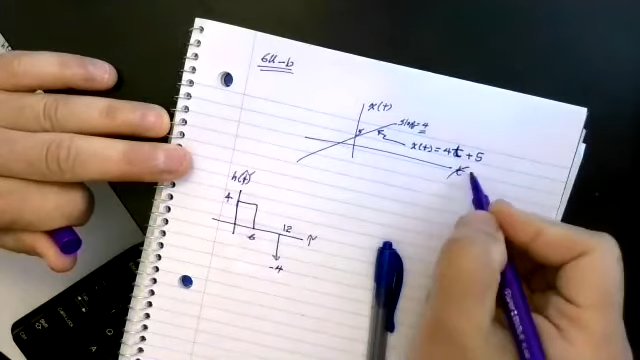 6U-b
x(t)
slope=4
5
x(t) = 4t + 5
t
h(t)
4
6
12
τ
-4